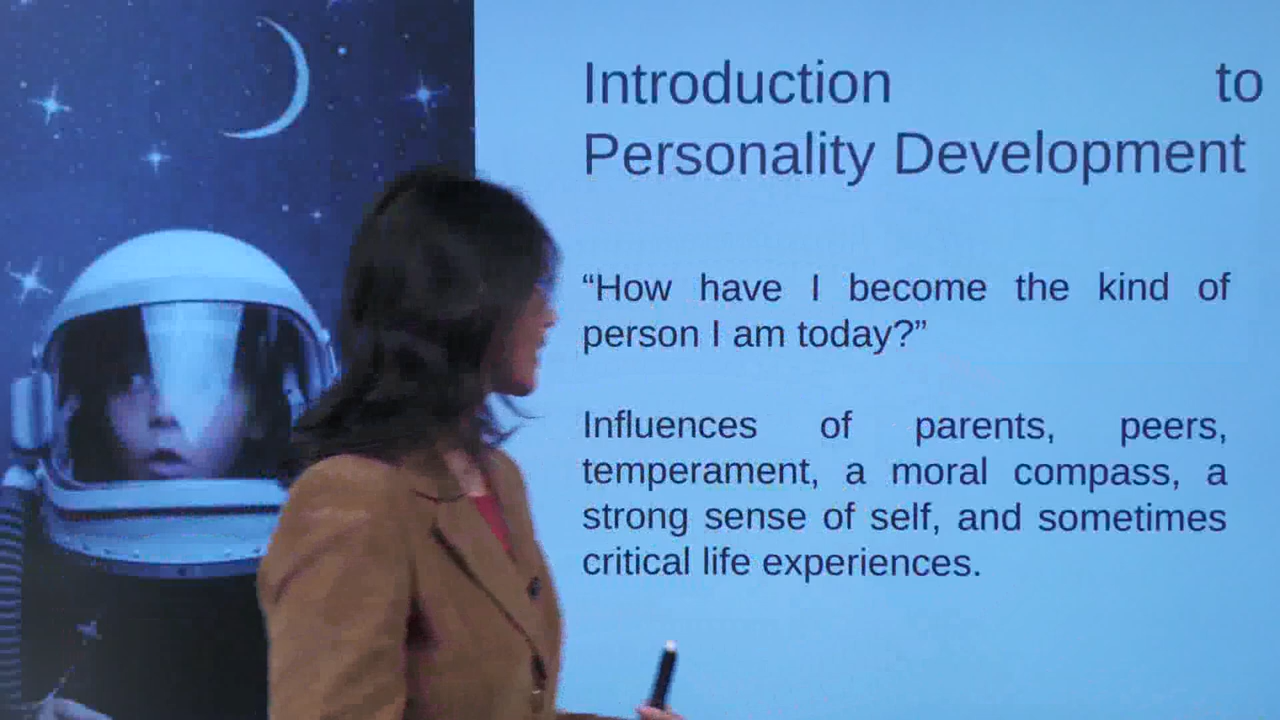 Introduction to
Personality Development
“How have I become the kind of
person I am today?”
Influences of parents, peers,
temperament, a moral compass, a
strong sense of self, and sometimes
critical life experiences.